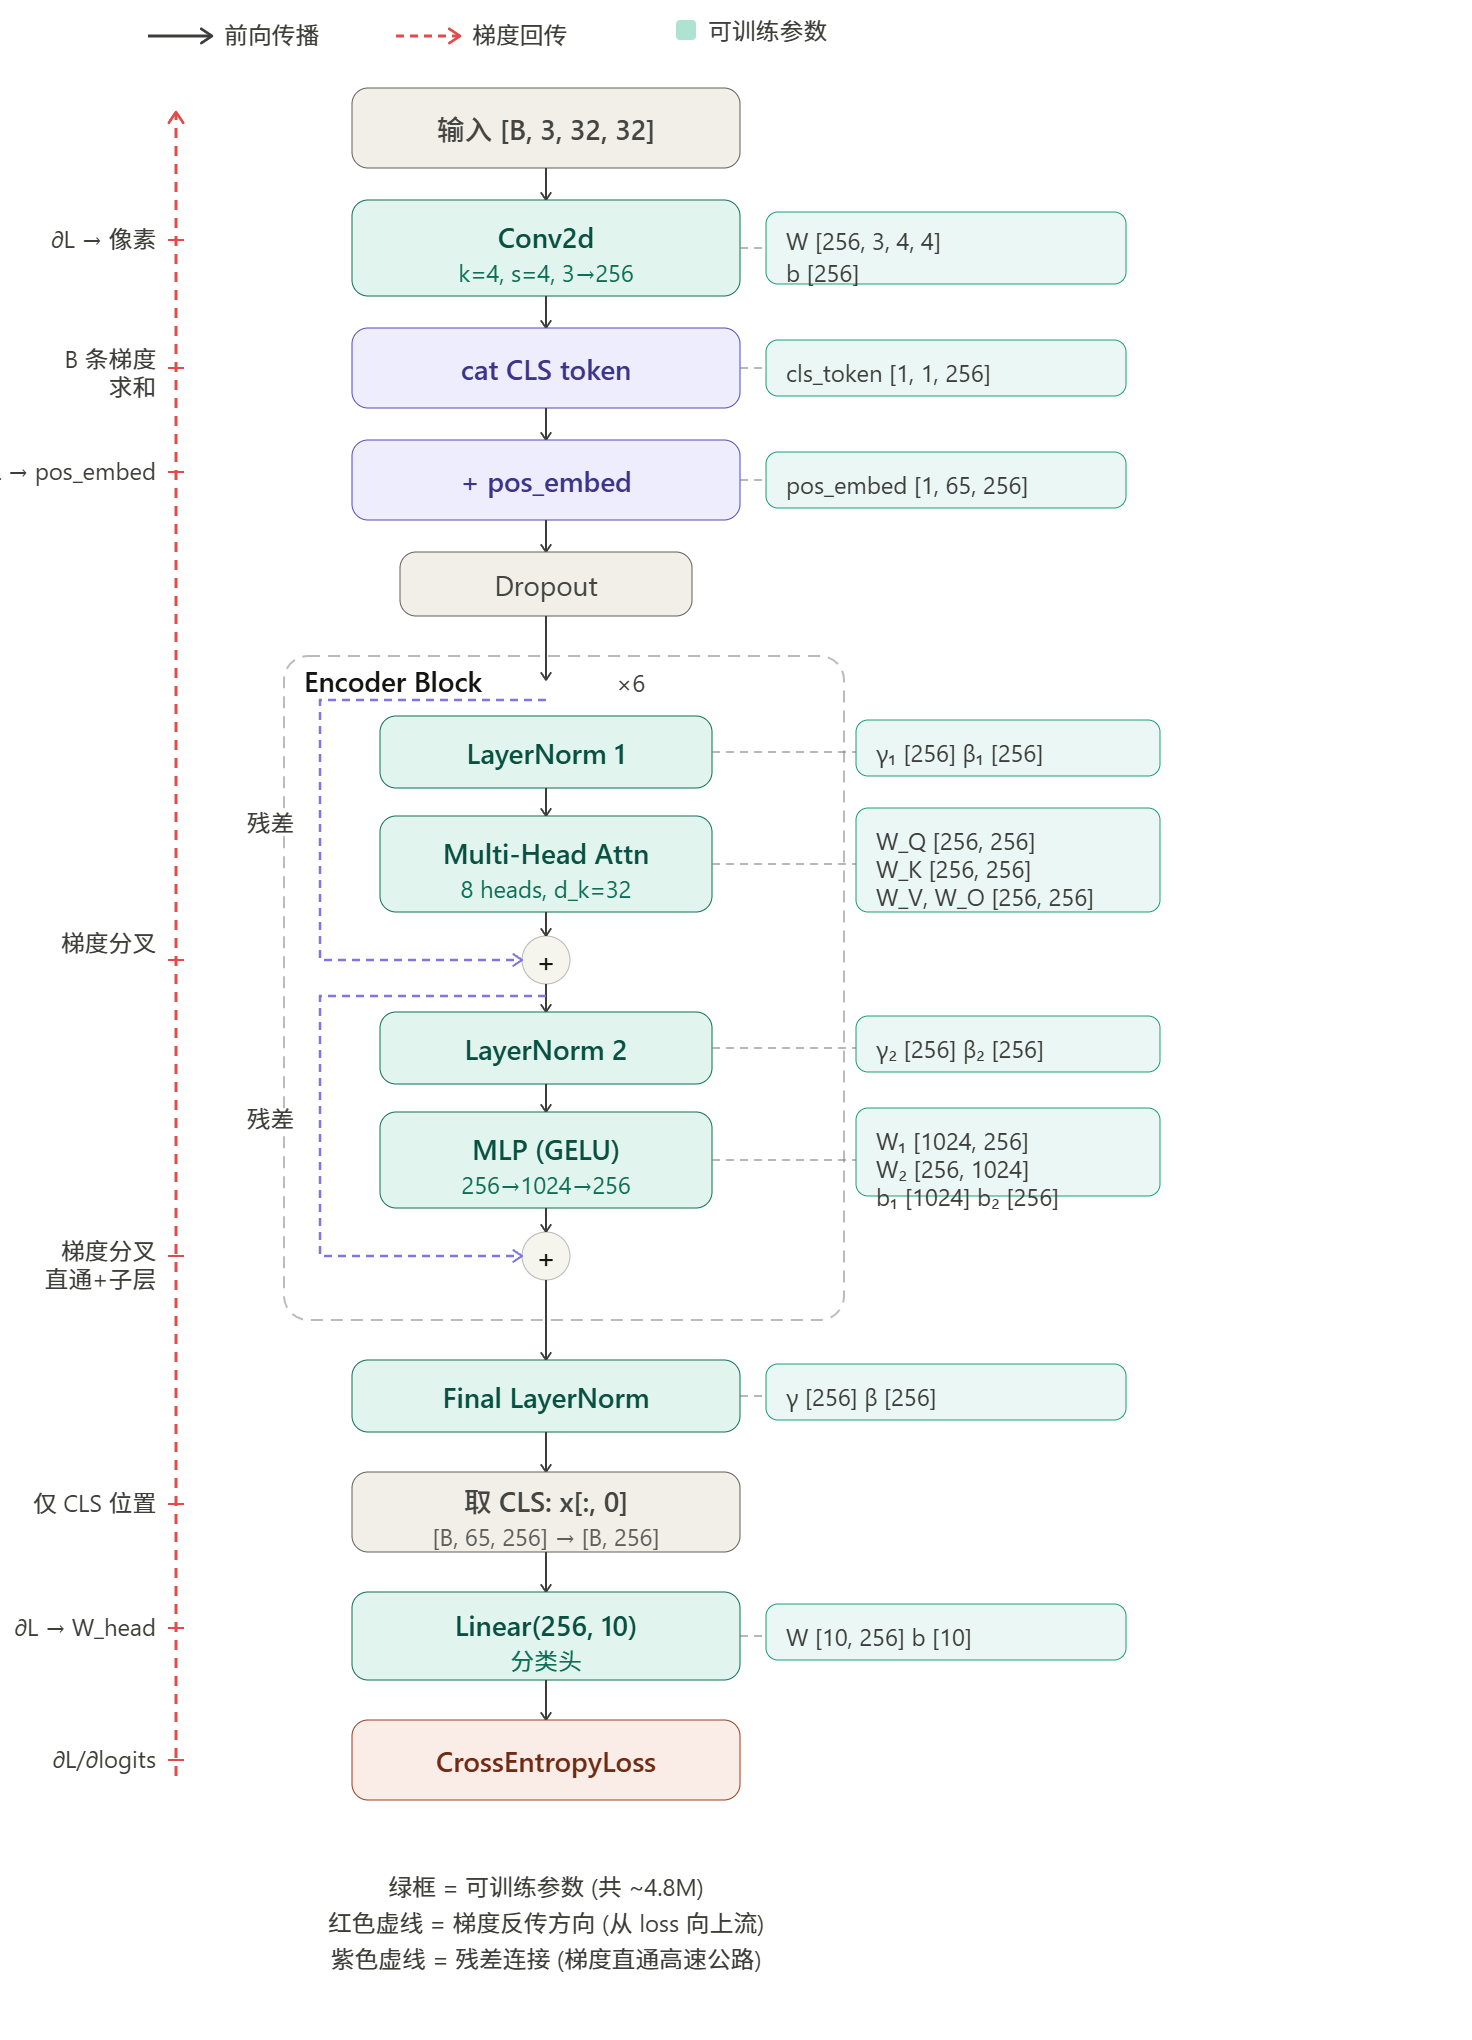 前向传播
梯度回传
可训练参数
输入 [B, 3, 32, 32]
∂L → 像素
Conv2d
k=4, s=4, 3→256
W [256, 3, 4, 4]
b [256]
B 条梯度
求和
cat CLS token
cls_token [1, 1, 256]
→ pos_embed
+ pos_embed
pos_embed [1, 65, 256]
Dropout
Encoder Block
×6
LayerNorm 1
γ₁ [256] β₁ [256]
残差
Multi-Head Attn
8 heads, d_k=32
W_Q [256, 256]
W_K [256, 256]
W_V, W_O [256, 256]
梯度分叉
+
LayerNorm 2
γ₂ [256] β₂ [256]
残差
MLP (GELU)
256→1024→256
W₁ [1024, 256]
W₂ [256, 1024]
b₁ [1024] b₂ [256]
梯度分叉
直通+子层
+
Final LayerNorm
γ [256] β [256]
仅 CLS 位置
取 CLS: x[:, 0]
[B, 65, 256] → [B, 256]
∂L → W_head
Linear(256, 10)
分类头
W [10, 256] b [10]
∂L/∂logits
CrossEntropyLoss
绿框 = 可训练参数 (共 ~4.8M)
红色虚线 = 梯度反传方向 (从 loss 向上流)
紫色虚线 = 残差连接 (梯度直通高速公路)